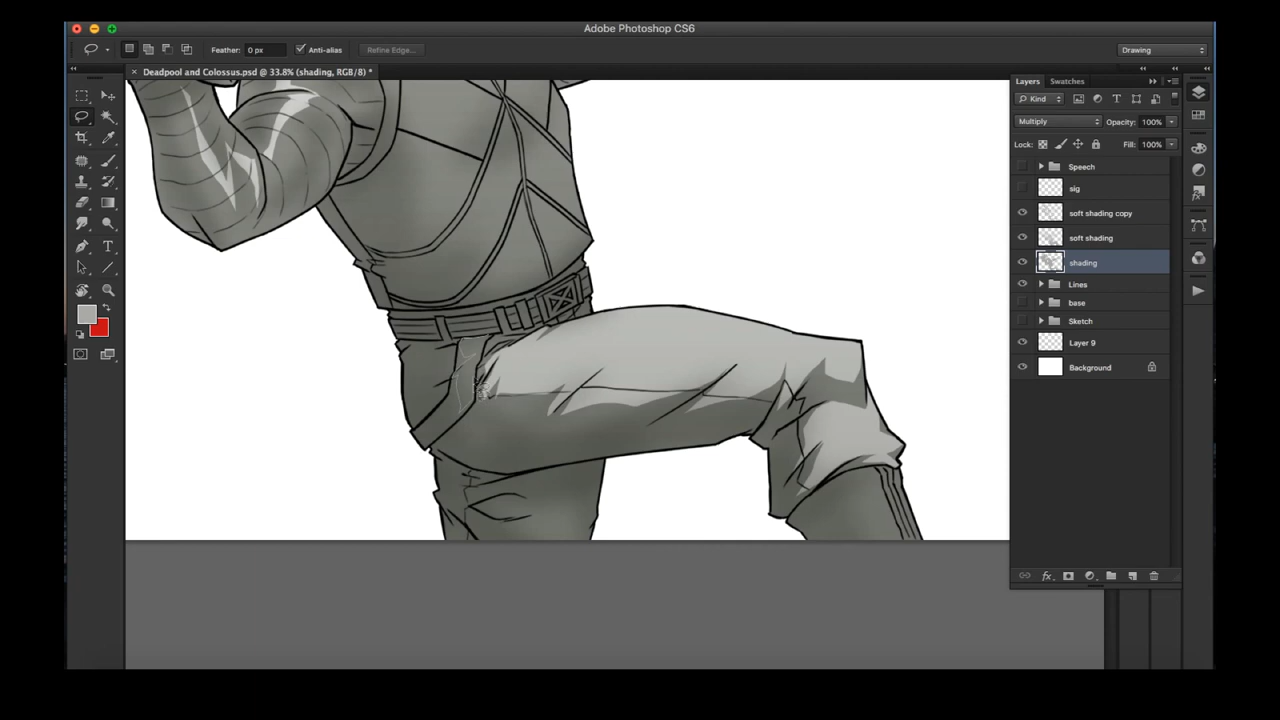 Adobe Photoshop CS6
Feather: 0 px Anti-alias Refine Edge... Drawing
× Deadpool and Colossus.psd @ 33.8% (shading, RGB/8) *
Layers Swatches
Kind
Multiply Opacity: 100%
Lock: Fill: 100%
Speech
sig
soft shading copy
soft shading
shading
Lines
base
Sketch
Layer 9
Background